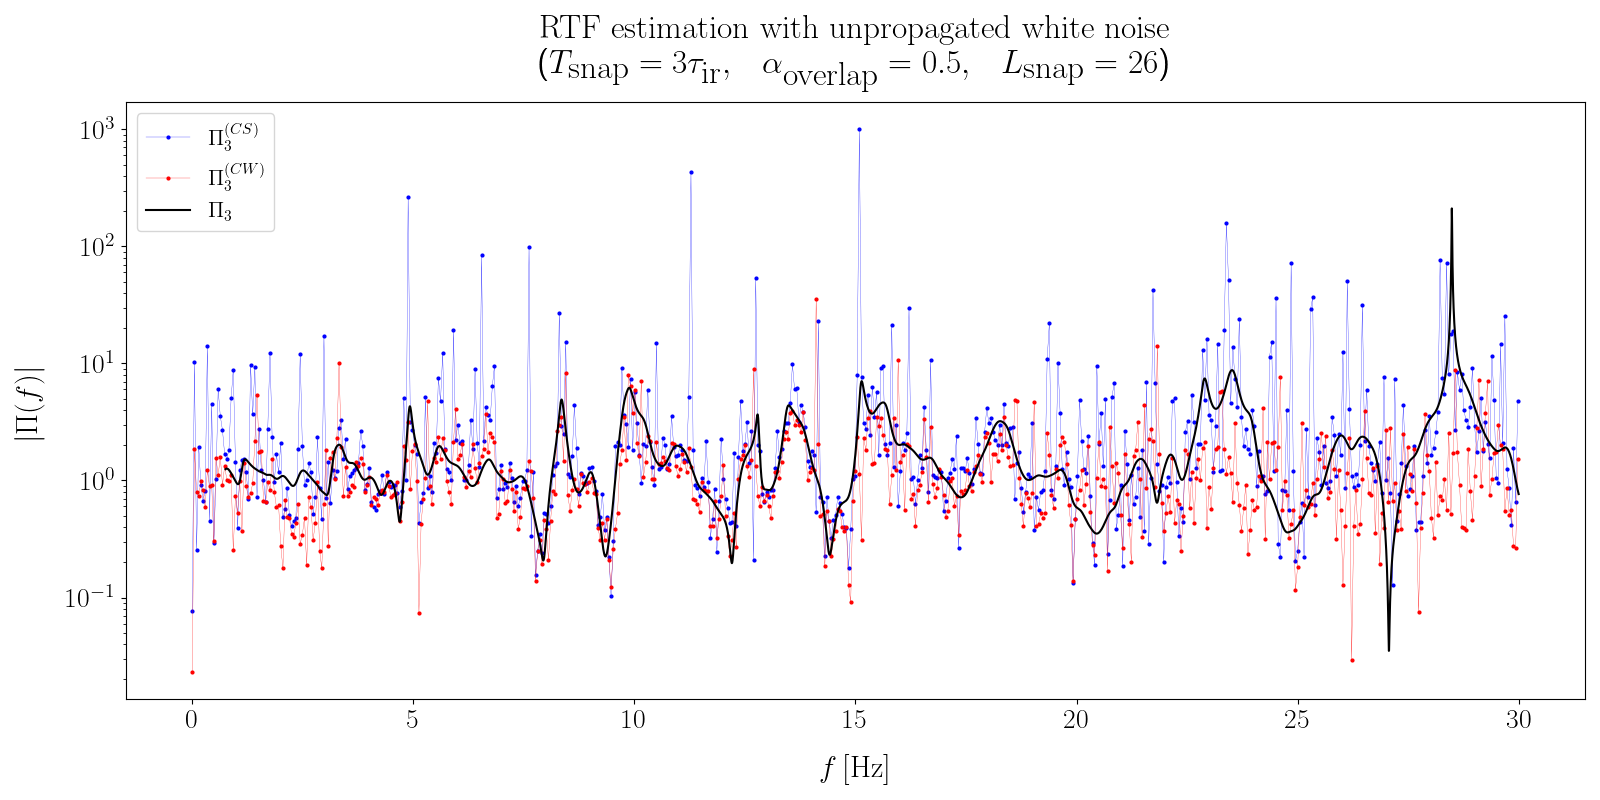 RTF estimation with unpropagated white noise
(T_snap = 3τ_ir, α_overlap = 0.5, L_snap = 26)
Π_3^(CS)
Π_3^(CW)
Π_3
|Π(f)|
10^3
10^2
10^1
10^0
10^−1
0 5 10 15 20 25 30
f [Hz]